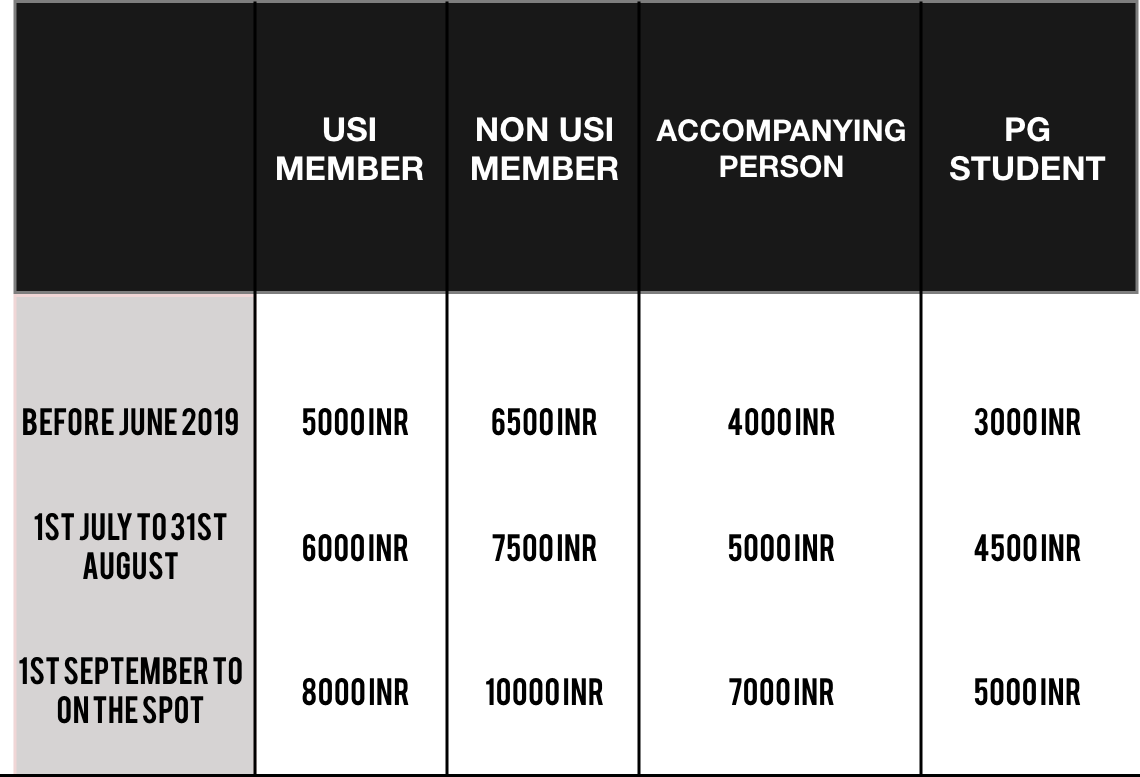 USI
MEMBER
NON USI
MEMBER
ACCOMPANYING
PERSON
PG
STUDENT
BEFORE JUNE 2019
5000 INR
6500 INR
4000 INR
3000 INR
1ST JULY TO 31ST
AUGUST
6000 INR
7500 INR
5000 INR
4500 INR
1ST SEPTEMBER TO
ON THE SPOT
8000 INR
10000 INR
7000 INR
5000 INR